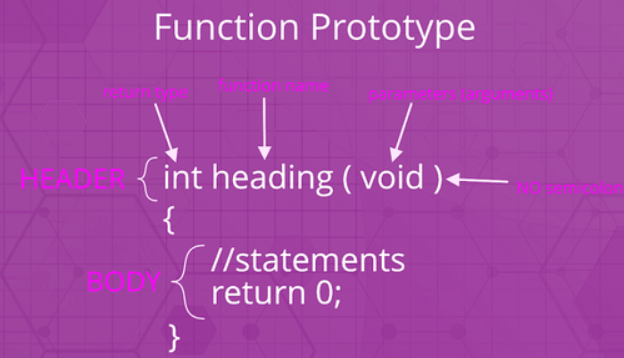 Function Prototype
return type function name parameters (arguments)
HEADER int heading ( void ) No semicolon
{
//statements
BODY
return 0;
}